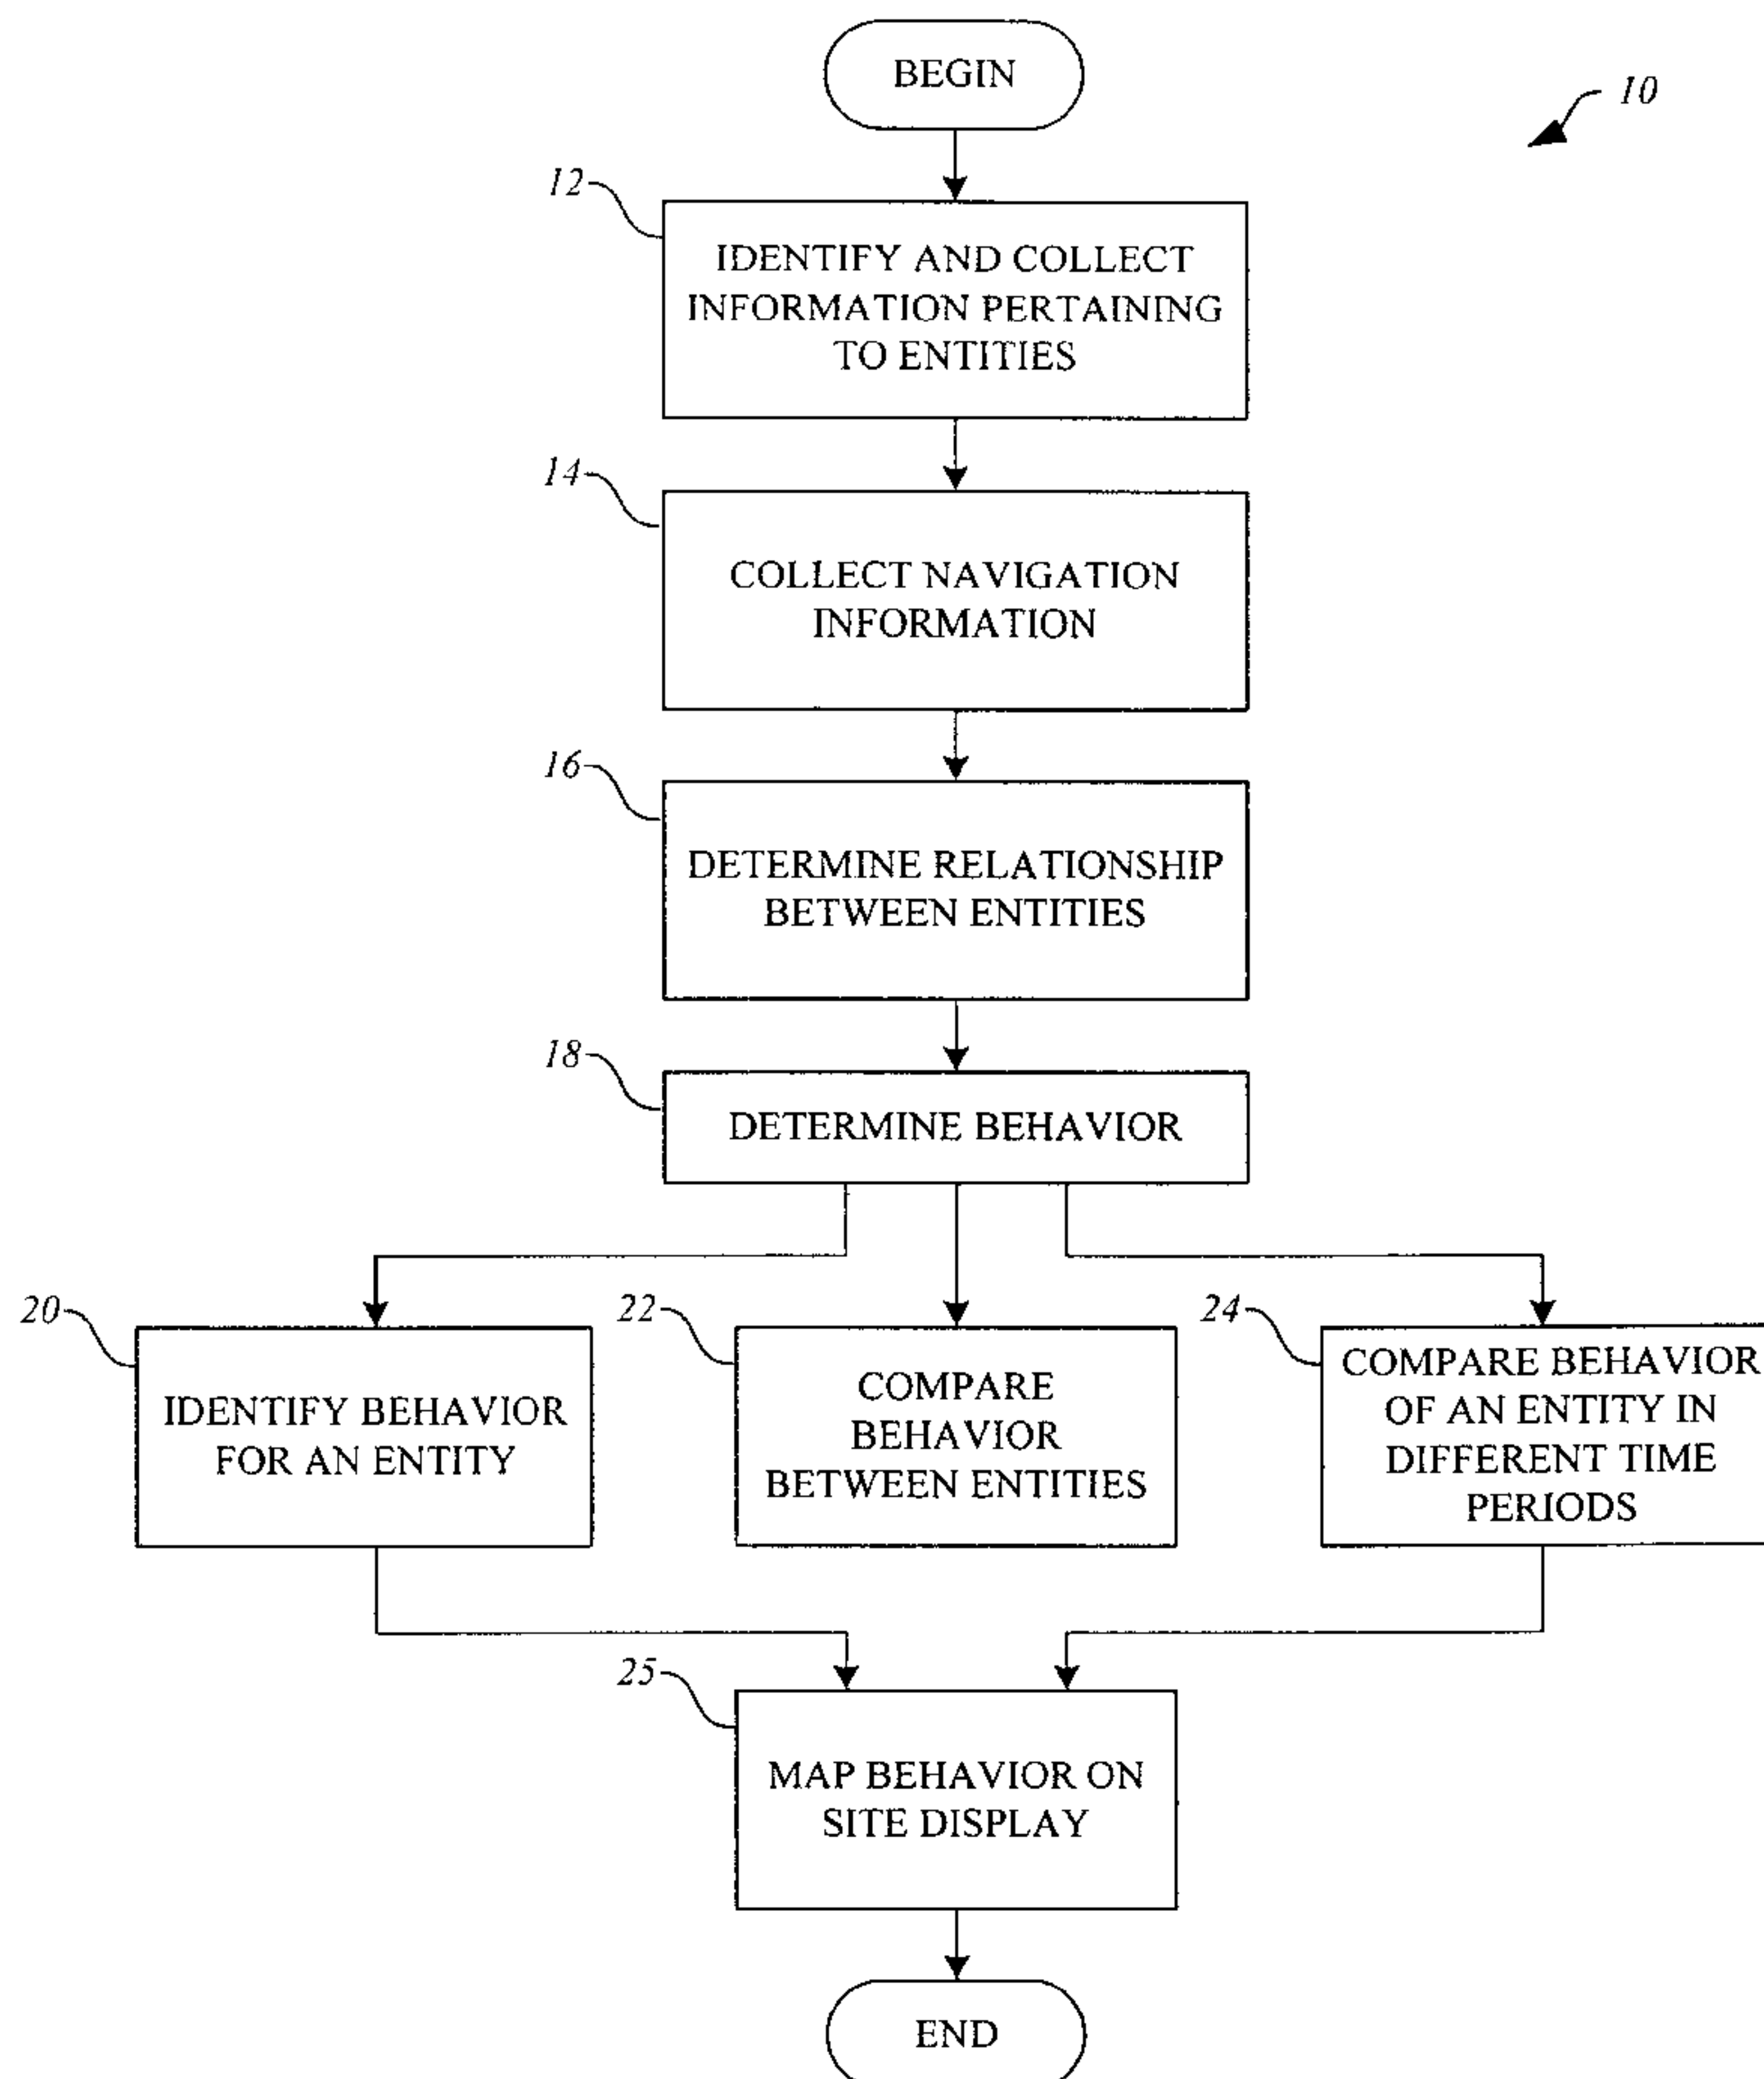 BEGIN
10
12
IDENTIFY AND COLLECT
INFORMATION PERTAINING
TO ENTITIES
14
COLLECT NAVIGATION
INFORMATION
16
DETERMINE RELATIONSHIP
BETWEEN ENTITIES
18
DETERMINE BEHAVIOR
20
IDENTIFY BEHAVIOR
FOR AN ENTITY
22
COMPARE
BEHAVIOR
BETWEEN ENTITIES
24
COMPARE BEHAVIOR
OF AN ENTITY IN
DIFFERENT TIME
PERIODS
25
MAP BEHAVIOR ON
SITE DISPLAY
END